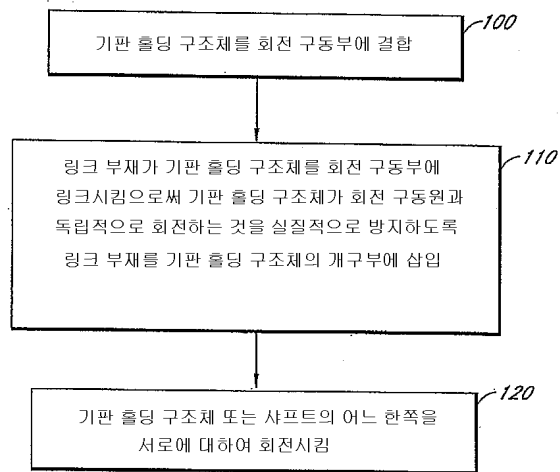 100
기판 홀딩 구조체를 회전 구동부에 결합
110
링크 부재가 기판 홀딩 구조체를 회전 구동부에
링크시킴으로써 기판 홀딩 구조체가 회전 구동원과
독립적으로 회전하는 것을 실질적으로 방지하도록
링크 부재를 기판 홀딩 구조체의 개구부에 삽입
120
기판 홀딩 구조체 또는 샤프트의 어느 한쪽을
서로에 대하여 회전시킴